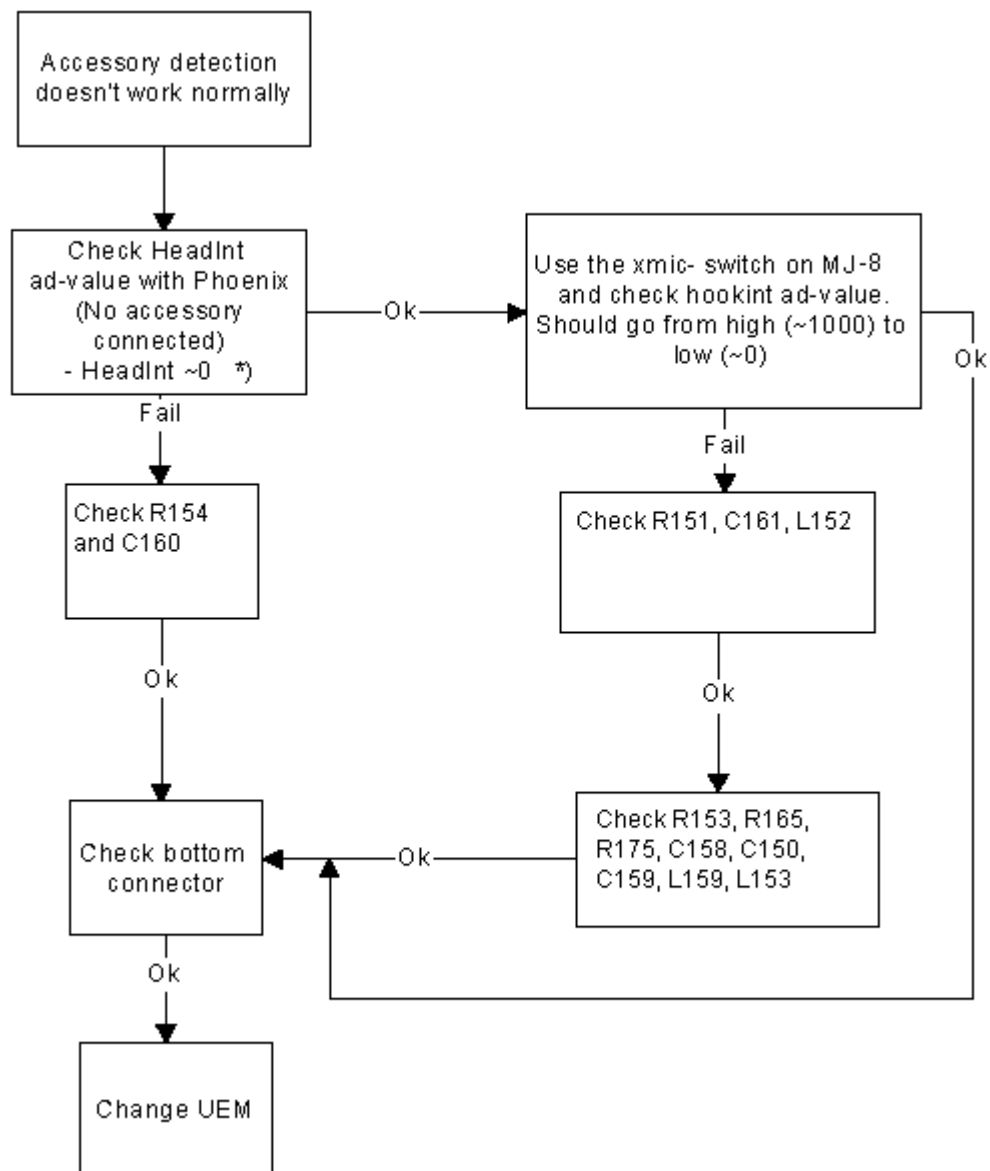 Accessory detection
doesn't work normally
Check HeadInt
ad-value with Phoenix
(No accessory
connected)
- HeadInt ~0 *)
Ok
Use the xmic- switch on MJ-8
and check hookint ad-value.
Should go from high (~1000) to
low (~0)
Ok
Fail
Fail
Check R154
and C160
Check R151, C161, L152
Ok
Ok
Check R153, R165,
R175, C158, C150,
C159, L159, L153
Ok
Check bottom
connector
Ok
Change UEM